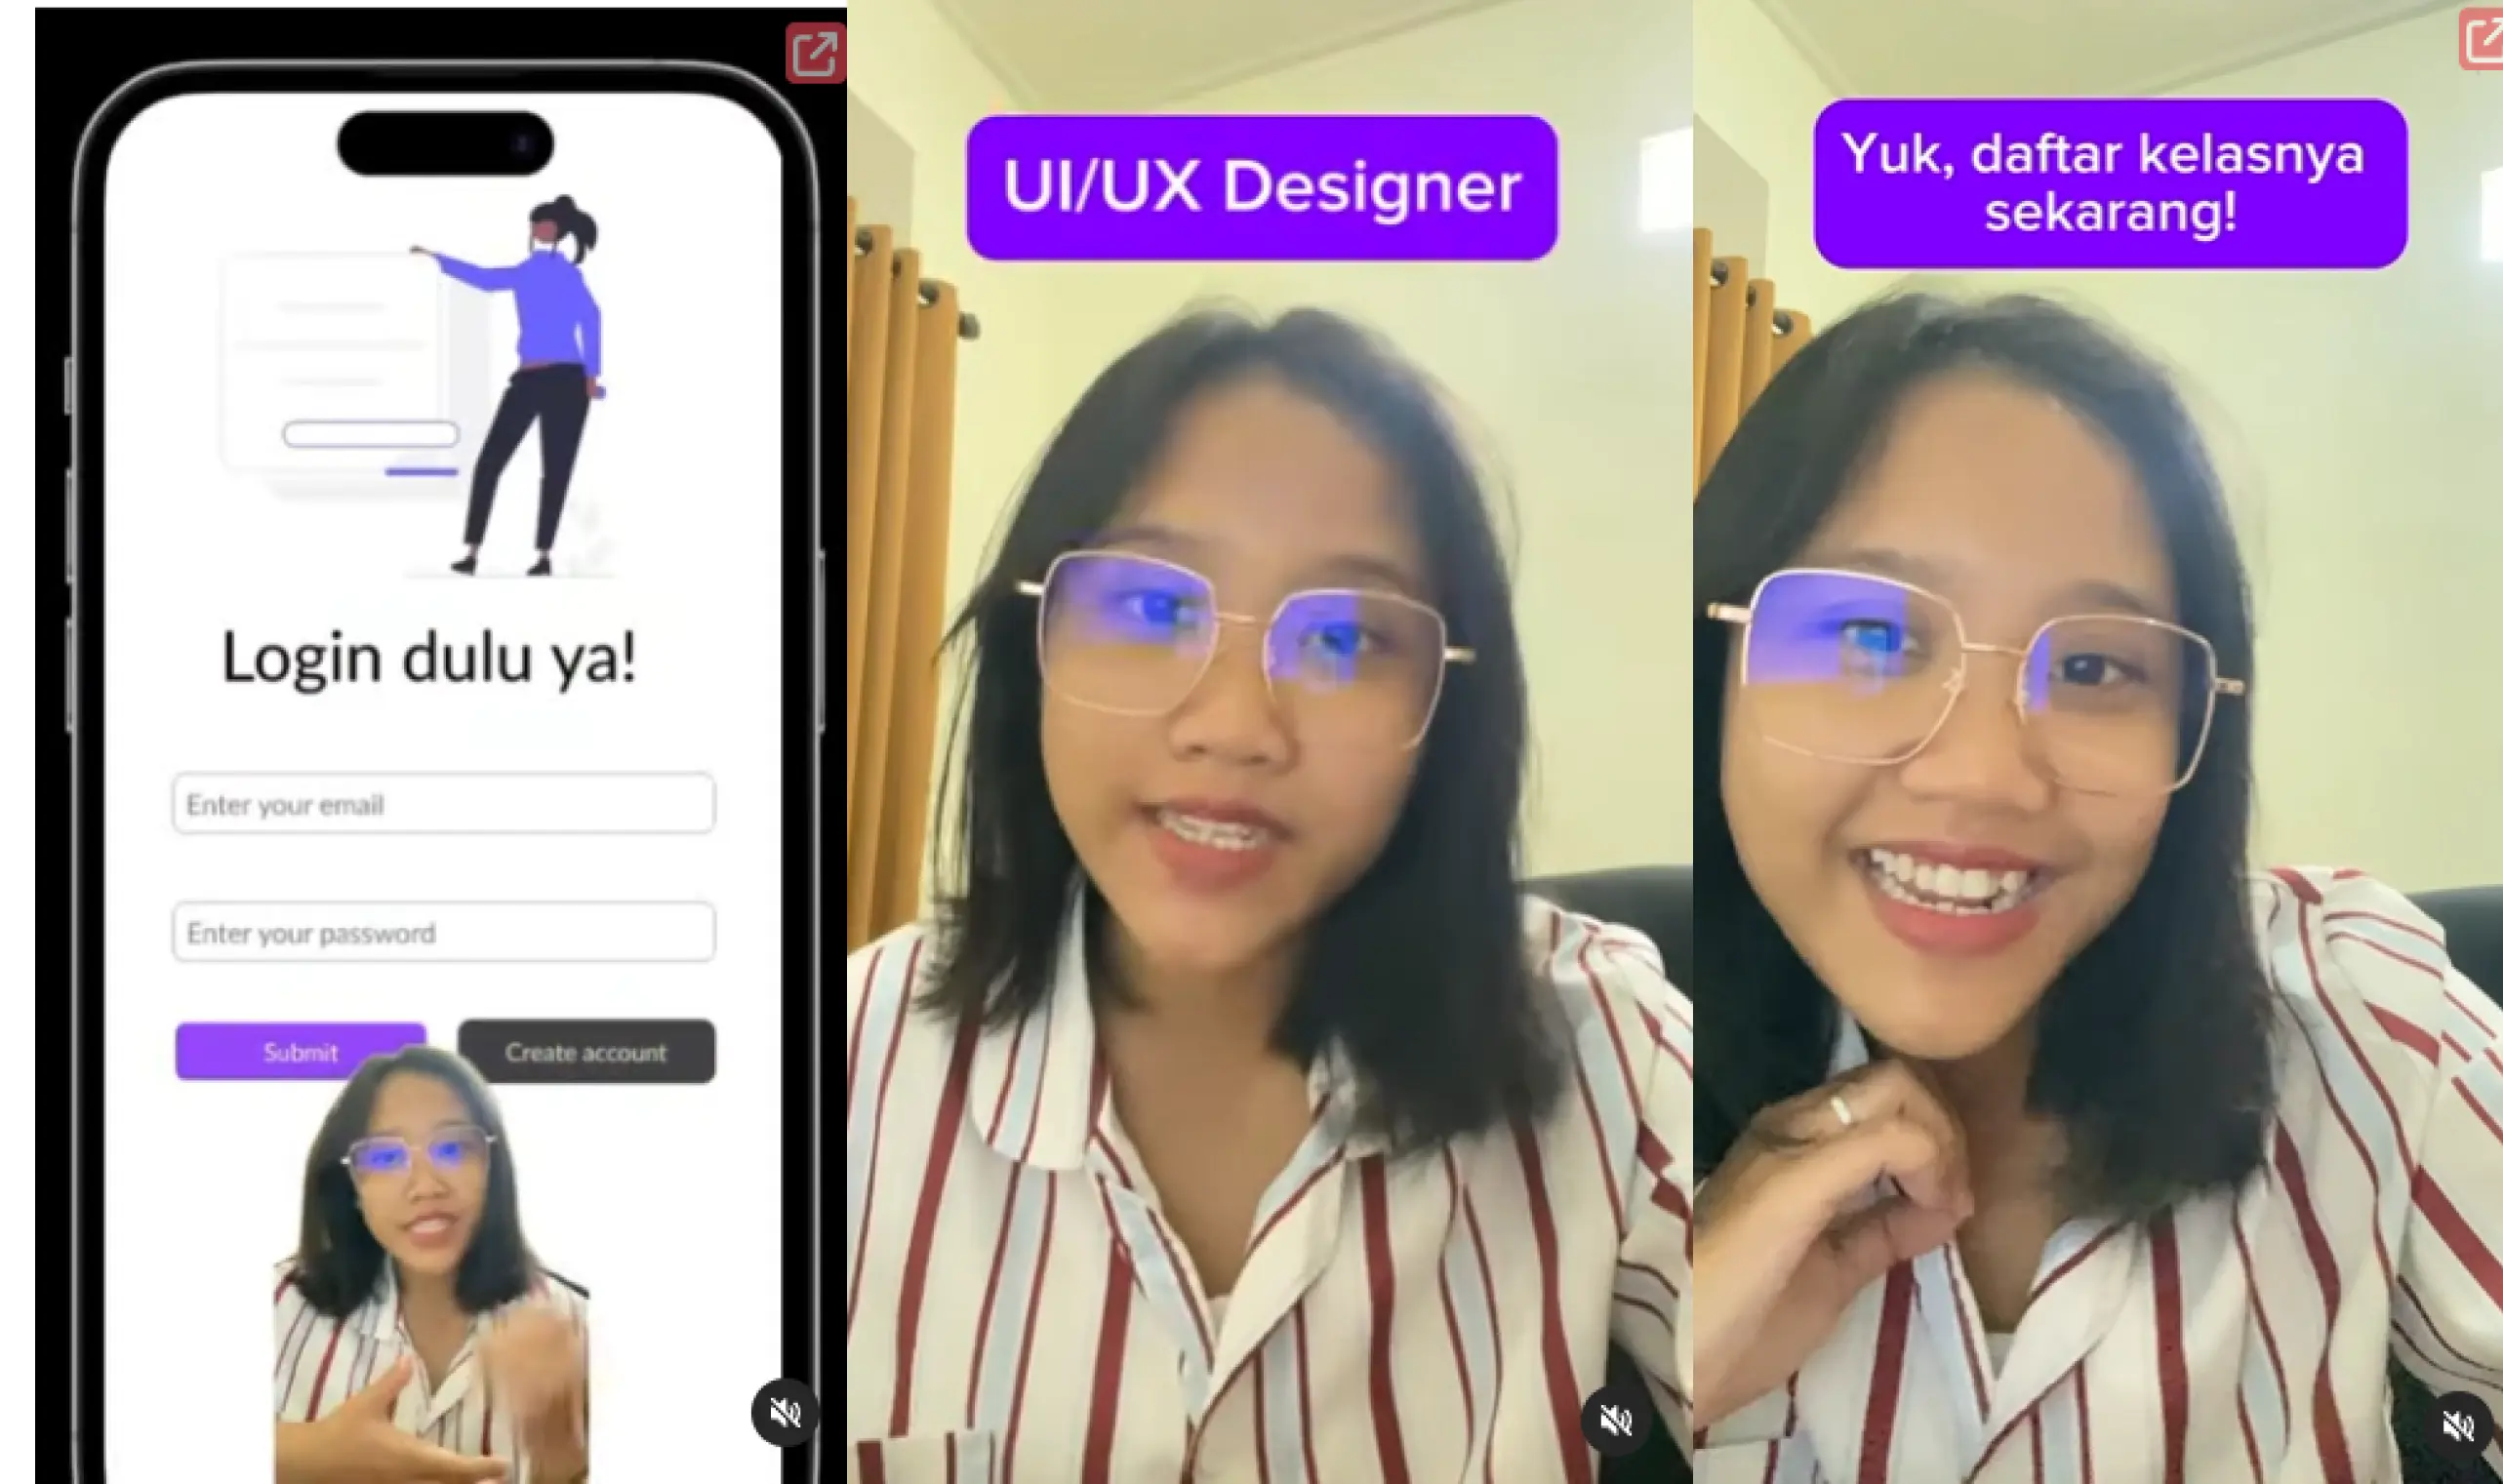 Login dulu ya!
Enter your email
Enter your password
Submit
Create account
UI/UX Designer
Yuk, daftar kelasnya
sekarang!